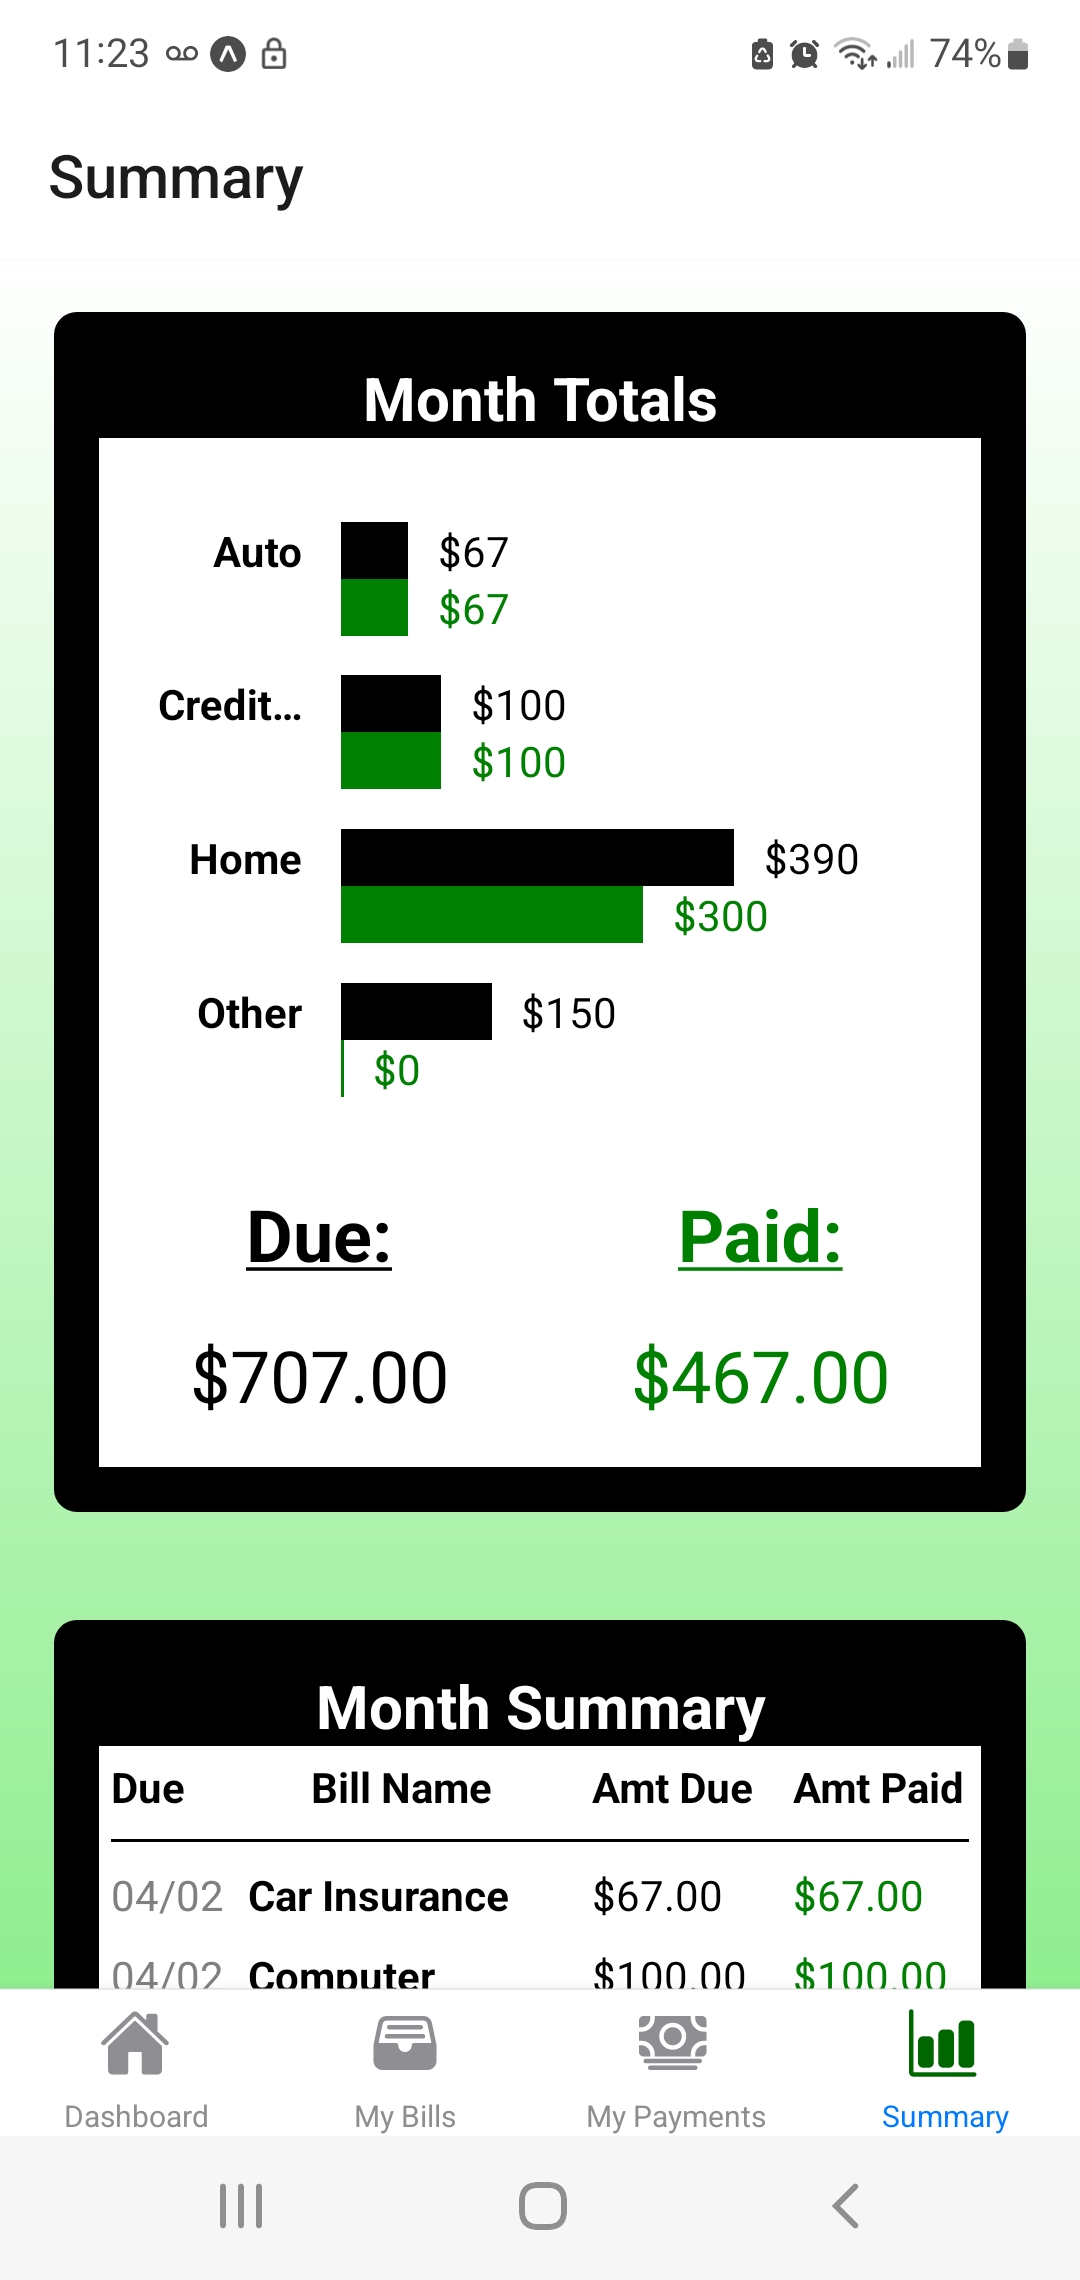 11:23 74%
Summary
Month Totals
Auto $67
$67
Credit... $100
$100
Home $390
$300
Other $150
$0
Due: Paid:
$707.00 $467.00
Month Summary
Due Bill Name Amt Due Amt Paid
04/02 Car Insurance $67.00 $67.00
04/02 Computer $100.00 $100.00
Dashboard My Bills My Payments Summary